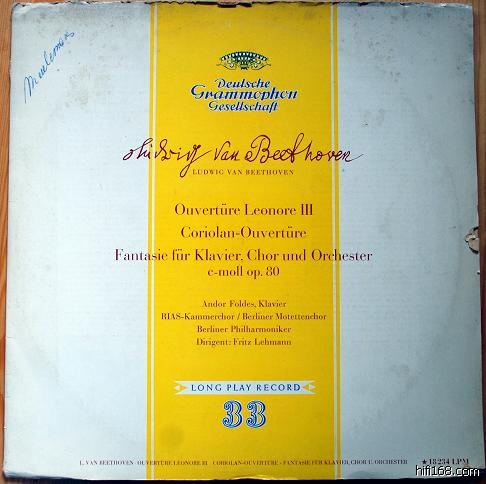 Deutsche
Grammophon
Gesellschaft
Ludwig van Beethoven
LUDWIG VAN BEETHOVEN
Ouvertüre Leonore III
Coriolan-Ouvertüre
Fantasie für Klavier, Chor und Orchester
c-moll op. 80
Andor Foldes, Klavier
RIAS-Kammerchor / Berliner Motettenchor
Berliner Philharmoniker
Dirigent: Fritz Lehmann
LONG PLAY RECORD
33
L. VAN BEETHOVEN · OUVERTÜRE LEONORE III · CORIOLAN-OUVERTÜRE · FANTASIE FÜR KLAVIER, CHOR U. ORCHESTER
★ 18 234 LPM
hifi168.com